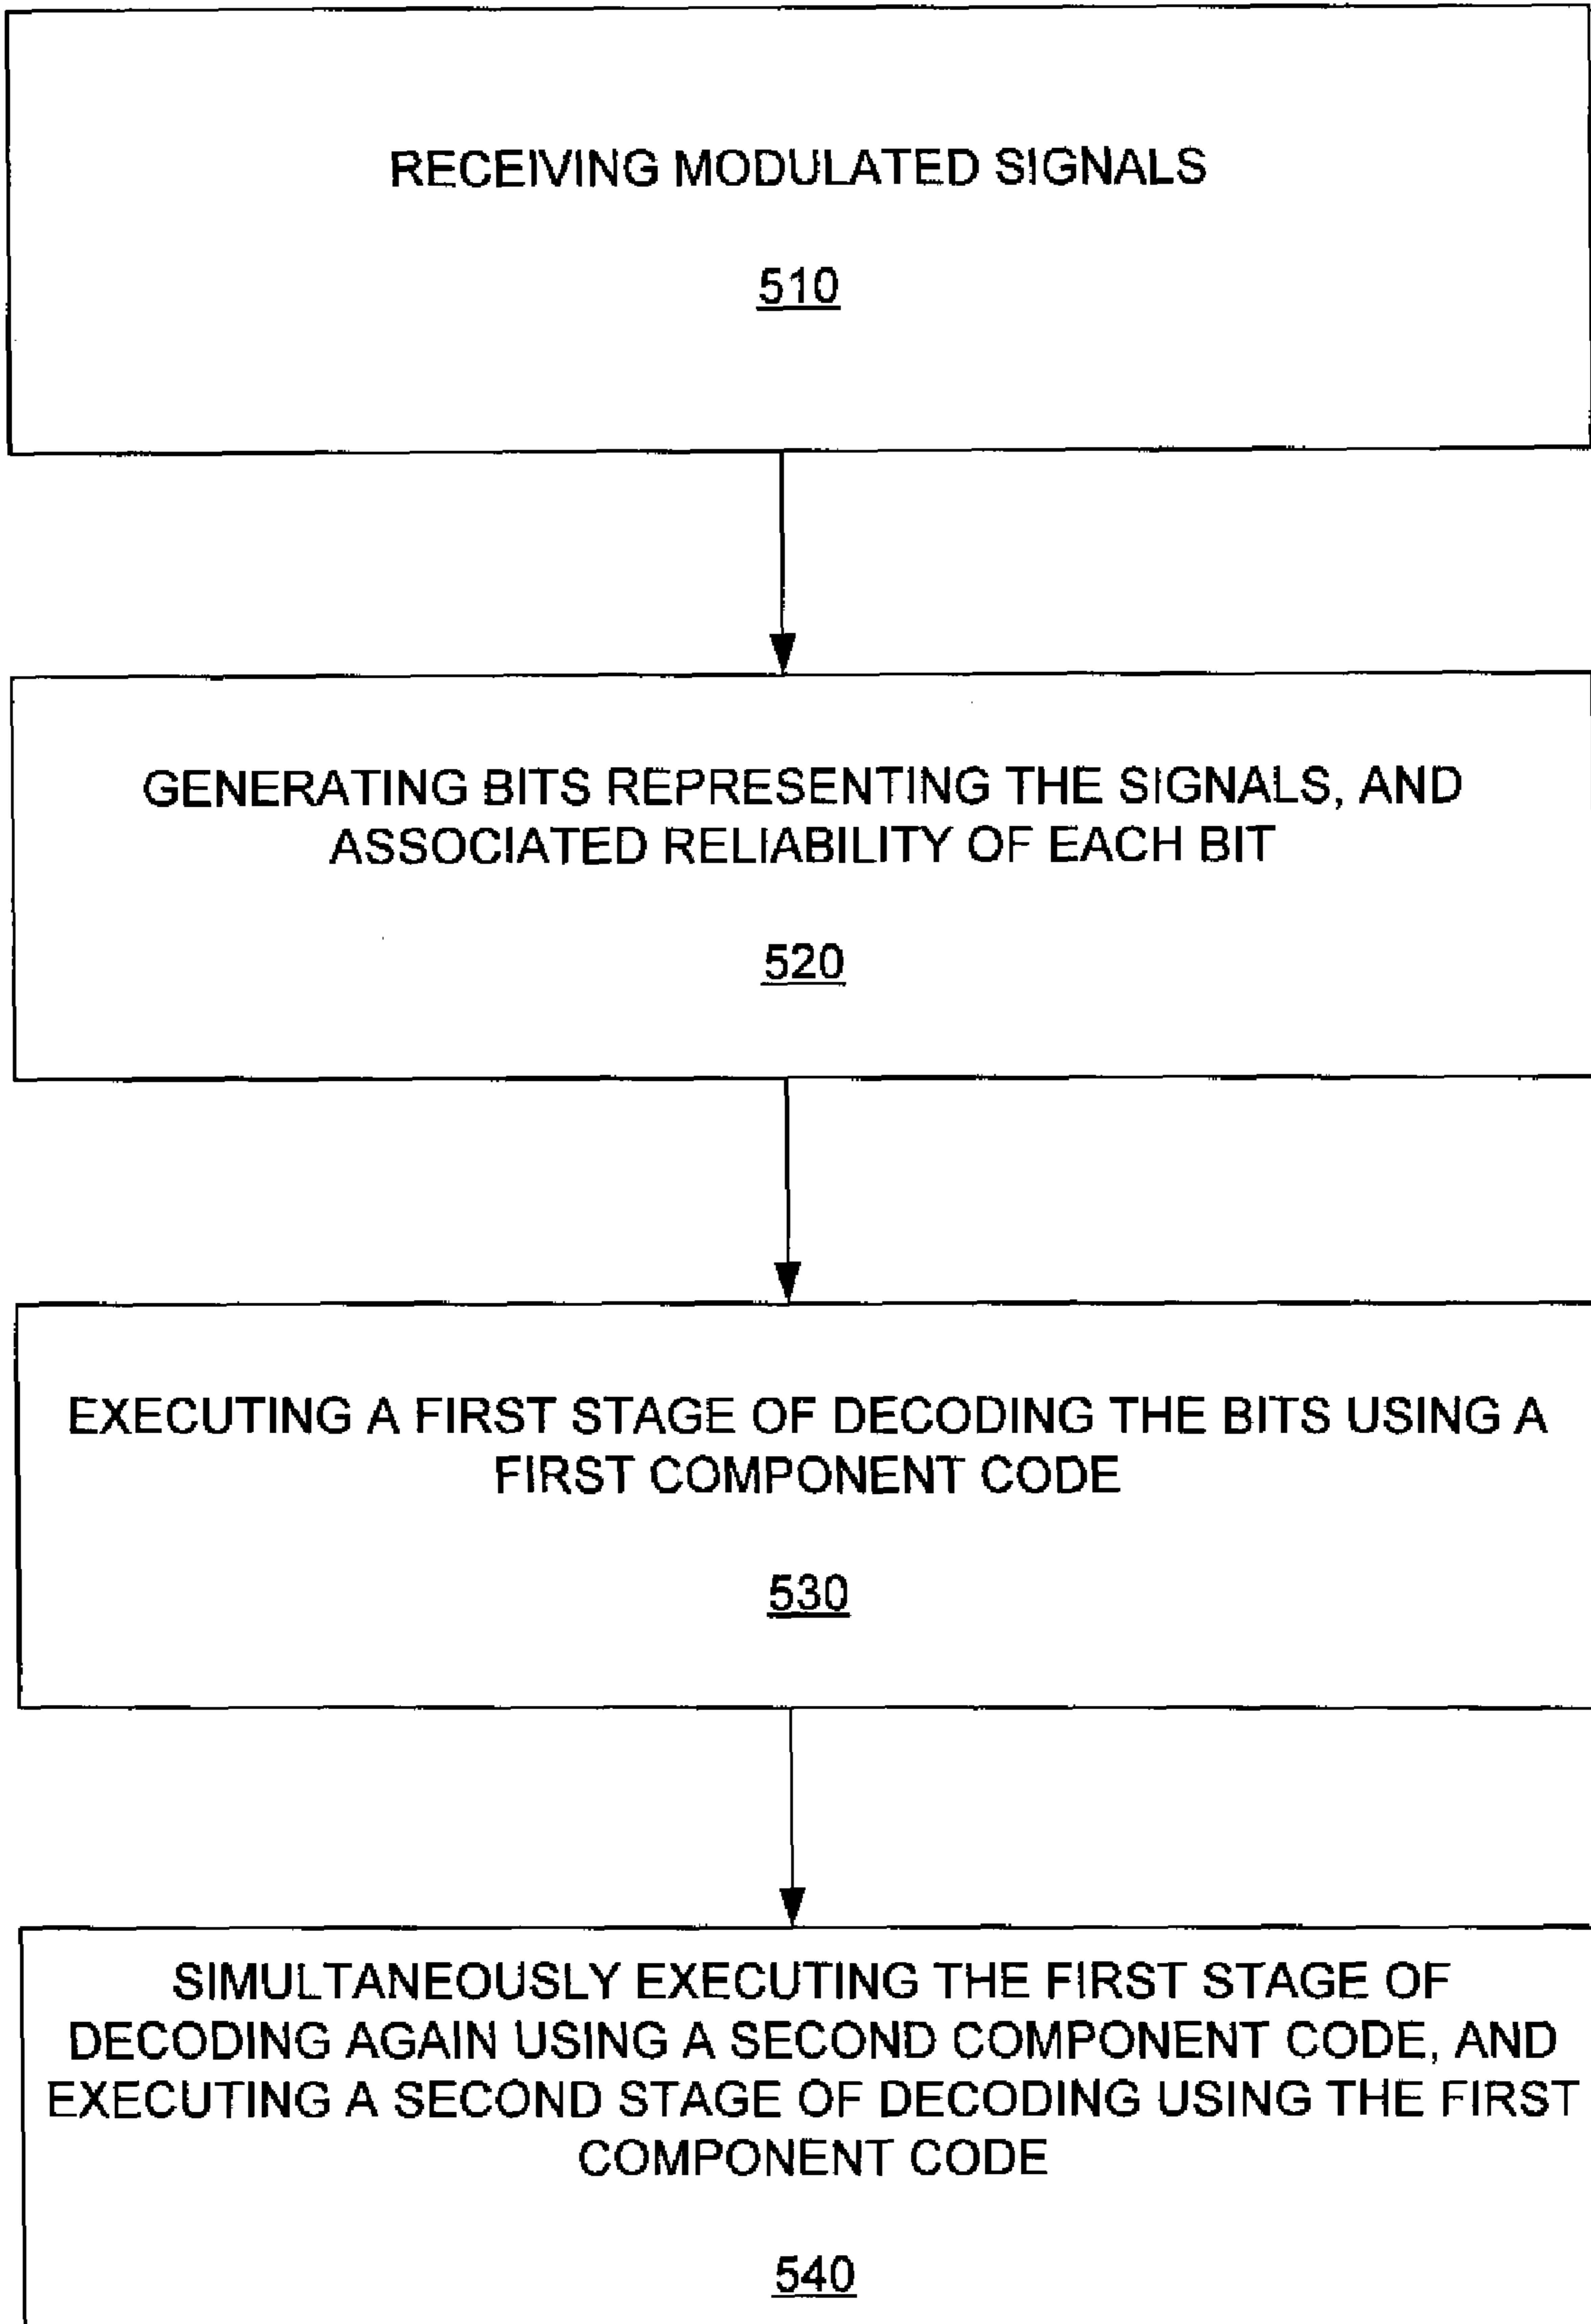 RECEIVING MODULATED SIGNALS
510
GENERATING BITS REPRESENTING THE SIGNALS, AND
ASSOCIATED RELIABILITY OF EACH BIT
520
EXECUTING A FIRST STAGE OF DECODING THE BITS USING A
FIRST COMPONENT CODE
530
SIMULTANEOUSLY EXECUTING THE FIRST STAGE OF
DECODING AGAIN USING A SECOND COMPONENT CODE, AND
EXECUTING A SECOND STAGE OF DECODING USING THE FIRST
COMPONENT CODE
540